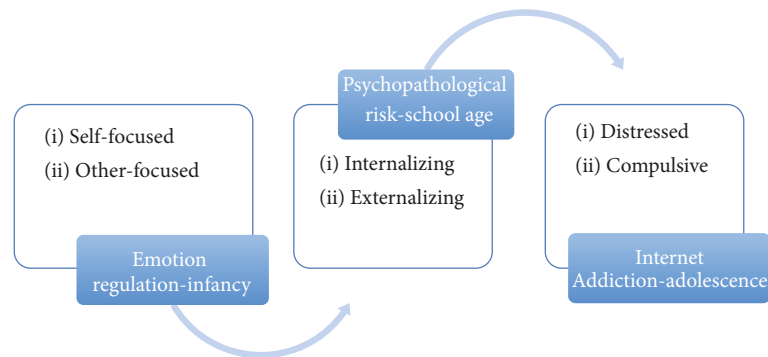 (i) Self-focused
(ii) Other-focused
Emotion
regulation-infancy
Psychopathological
risk-school age
(i) Internalizing
(ii) Externalizing
(i) Distressed
(ii) Compulsive
Internet
Addiction-adolescence